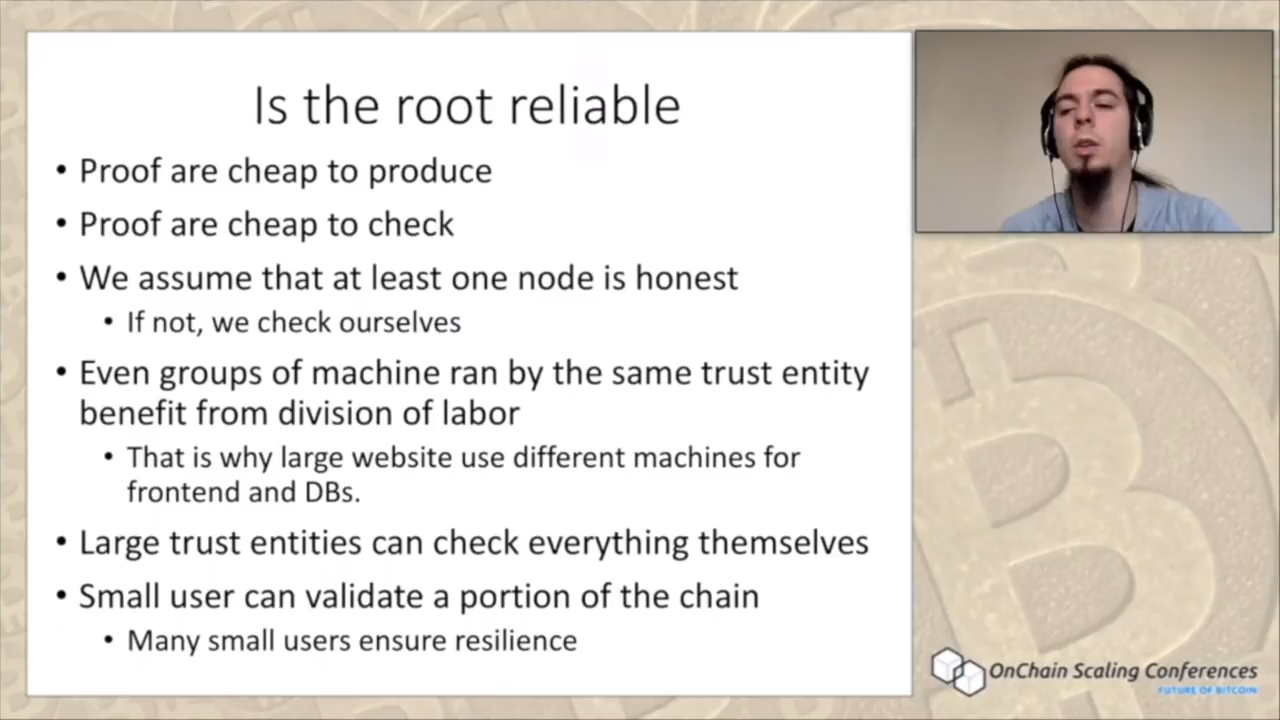 Is the root reliable
• Proof are cheap to produce
• Proof are cheap to check
• We assume that at least one node is honest
• If not, we check ourselves
• Even groups of machine ran by the same trust entity
benefit from division of labor
• That is why large website use different machines for
frontend and DBs.
• Large trust entities can check everything themselves
• Small user can validate a portion of the chain
• Many small users ensure resilience
OnChain Scaling Conferences
FUTURE OF BITCOIN